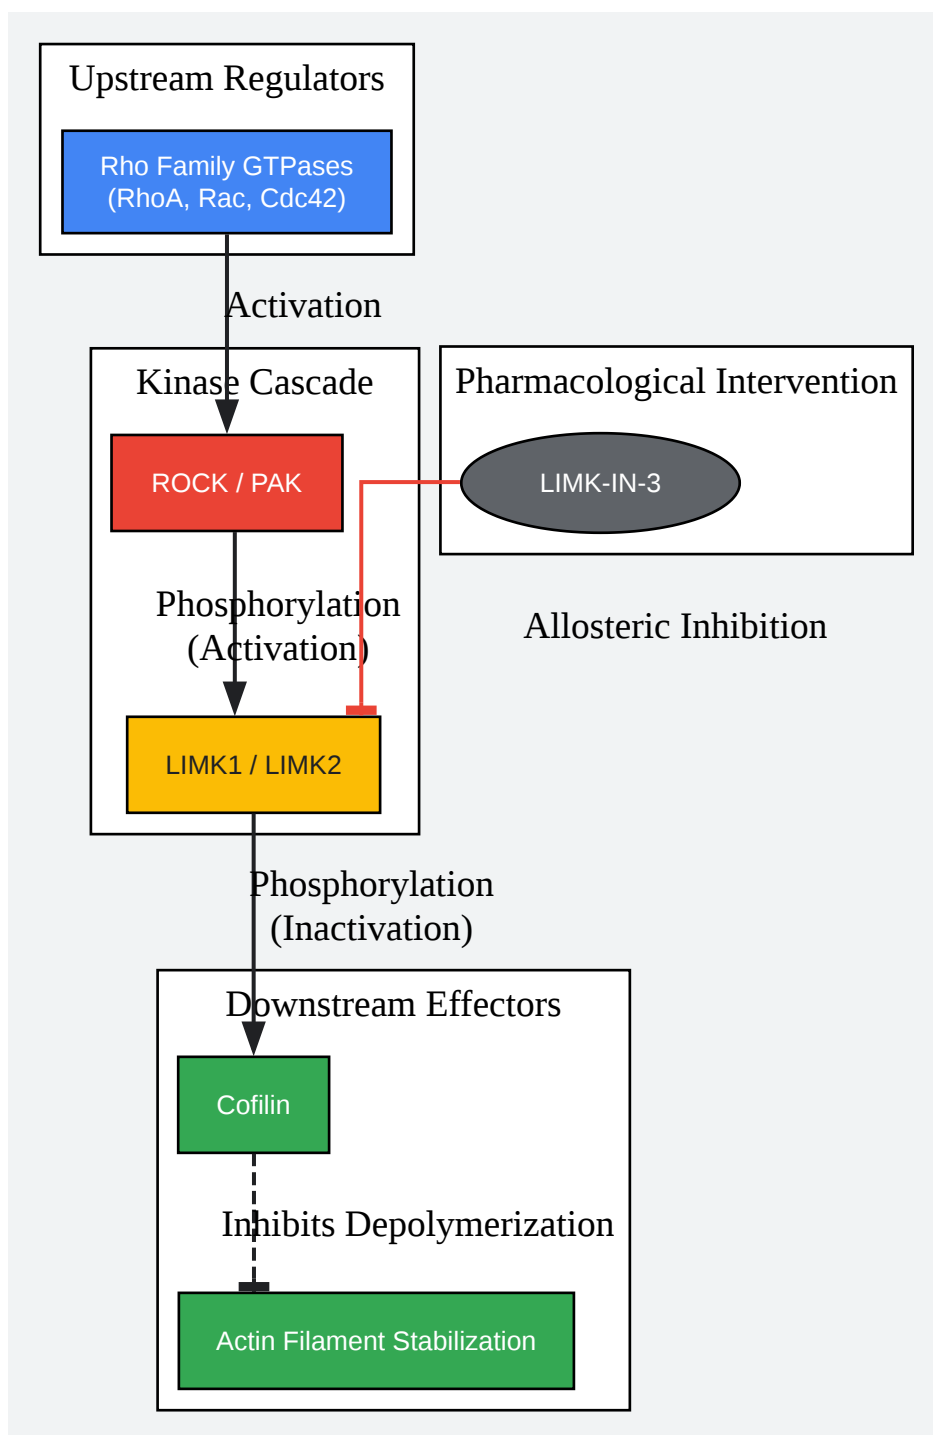 Upstream Regulators
Rho Family GTPases
(RhoA, Rac, Cdc42)
Activation
Kinase Cascade
Pharmacological Intervention
ROCK / PAK
LIMK-IN-3
Phosphorylation
(Activation)
Allosteric Inhibition
LIMK1 / LIMK2
Phosphorylation
(Inactivation)
Downstream Effectors
Cofilin
Inhibits Depolymerization
Actin Filament Stabilization